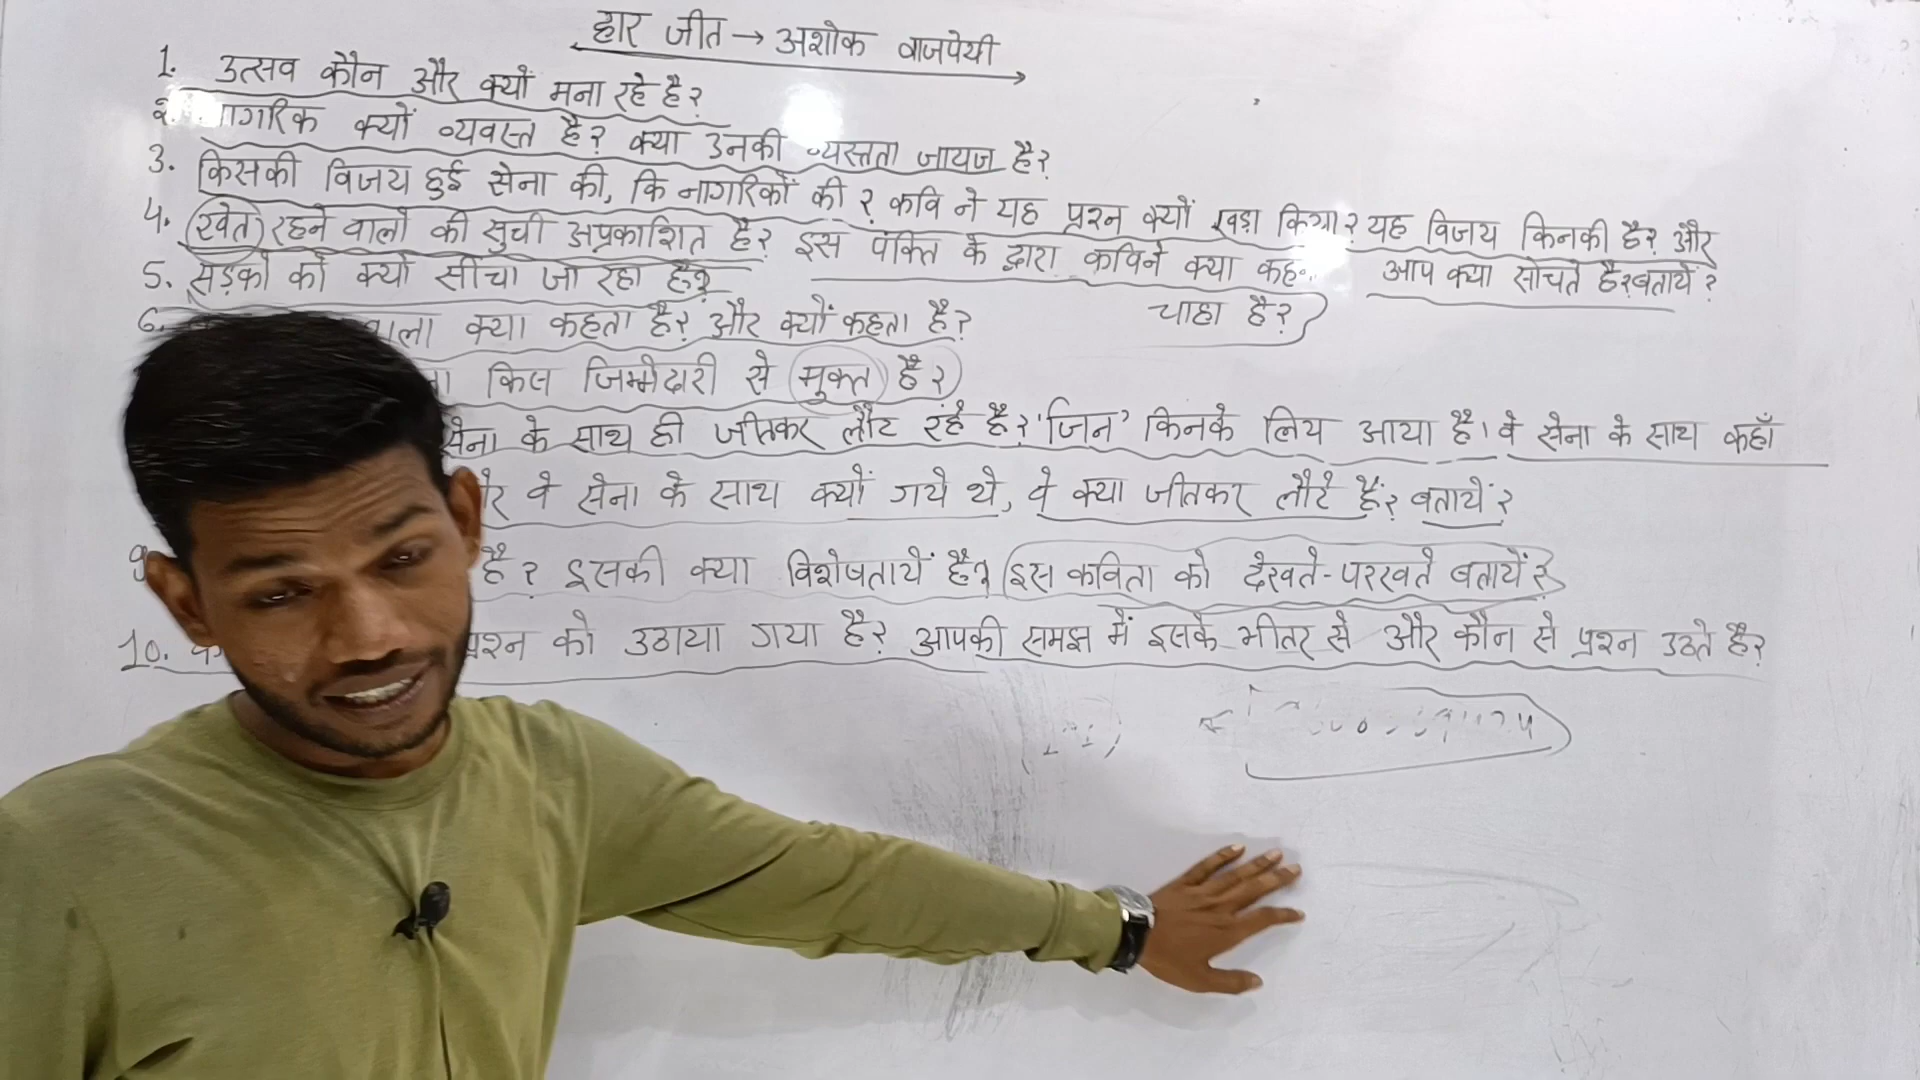 हार जीत → अशोक वाजपेयी
1. उत्सव कौन और क्यों मना रहे है?
2. नागरिक क्यों व्यवस्त है? क्या उनकी व्यस्तता जायज है?
3. किसकी विजय हुई सेना की, कि नागरिकों की? कवि ने यह प्रश्न क्यों खड़ा किया? यह विजय किनकी है? और
आप क्या सोचते है? बतायें?
4. खेत रहने वालो की सुची अप्रकाशित है? इस पंक्ति के द्वारा कविने क्या कह
चाहा है?
5. सड़को को क्यों सींचा जा रहा है?
6. वाला क्या कहता है? और क्यों कहता है?
किस जिम्मेदारी से मुक्त है?
सेना के साथ ही जीतकर लौट रहे है? 'जिन' किनके लिय आया है। वे सेना के साथ कहाँ
वे सेना के साथ क्यों गये थे, वे क्या जीतकर लौटे हैं? बतायें?
9. है? इसकी क्या विशेषतायें है? इस कविता को देखते-परखते बतायें?
10. प्रश्न को उठाया गया है? आपकी समझ में इसके भीतर से और कौन से प्रश्न उठते है?